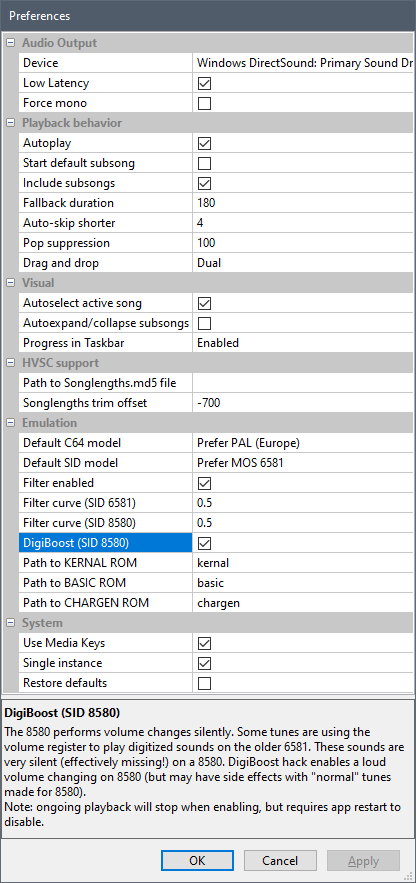 Preferences
Audio Output
Device Windows DirectSound: Primary Sound Dr
Low Latency
Force mono
Playback behavior
Autoplay
Start default subsong
Include subsongs
Fallback duration 180
Auto-skip shorter 4
Pop suppression 100
Drag and drop Dual
Visual
Autoselect active song
Autoexpand/collapse subsongs
Progress in Taskbar Enabled
HVSC support
Path to Songlengths.md5 file
Songlengths trim offset -700
Emulation
Default C64 model Prefer PAL (Europe)
Default SID model Prefer MOS 6581
Filter enabled
Filter curve (SID 6581) 0.5
Filter curve (SID 8580) 0.5
DigiBoost (SID 8580)
Path to KERNAL ROM kernal
Path to BASIC ROM basic
Path to CHARGEN ROM chargen
System
Use Media Keys
Single instance
Restore defaults
DigiBoost (SID 8580)
The 8580 performs volume changes silently. Some tunes are using the
volume register to play digitized sounds on the older 6581. These sounds are
very silent (effectively missing!) on a 8580. DigiBoost hack enables a loud
volume changing on 8580 (but may have side effects with "normal" tunes
made for 8580).
Note: ongoing playback will stop when enabling, but requires app restart to
disable.
OK Cancel Apply